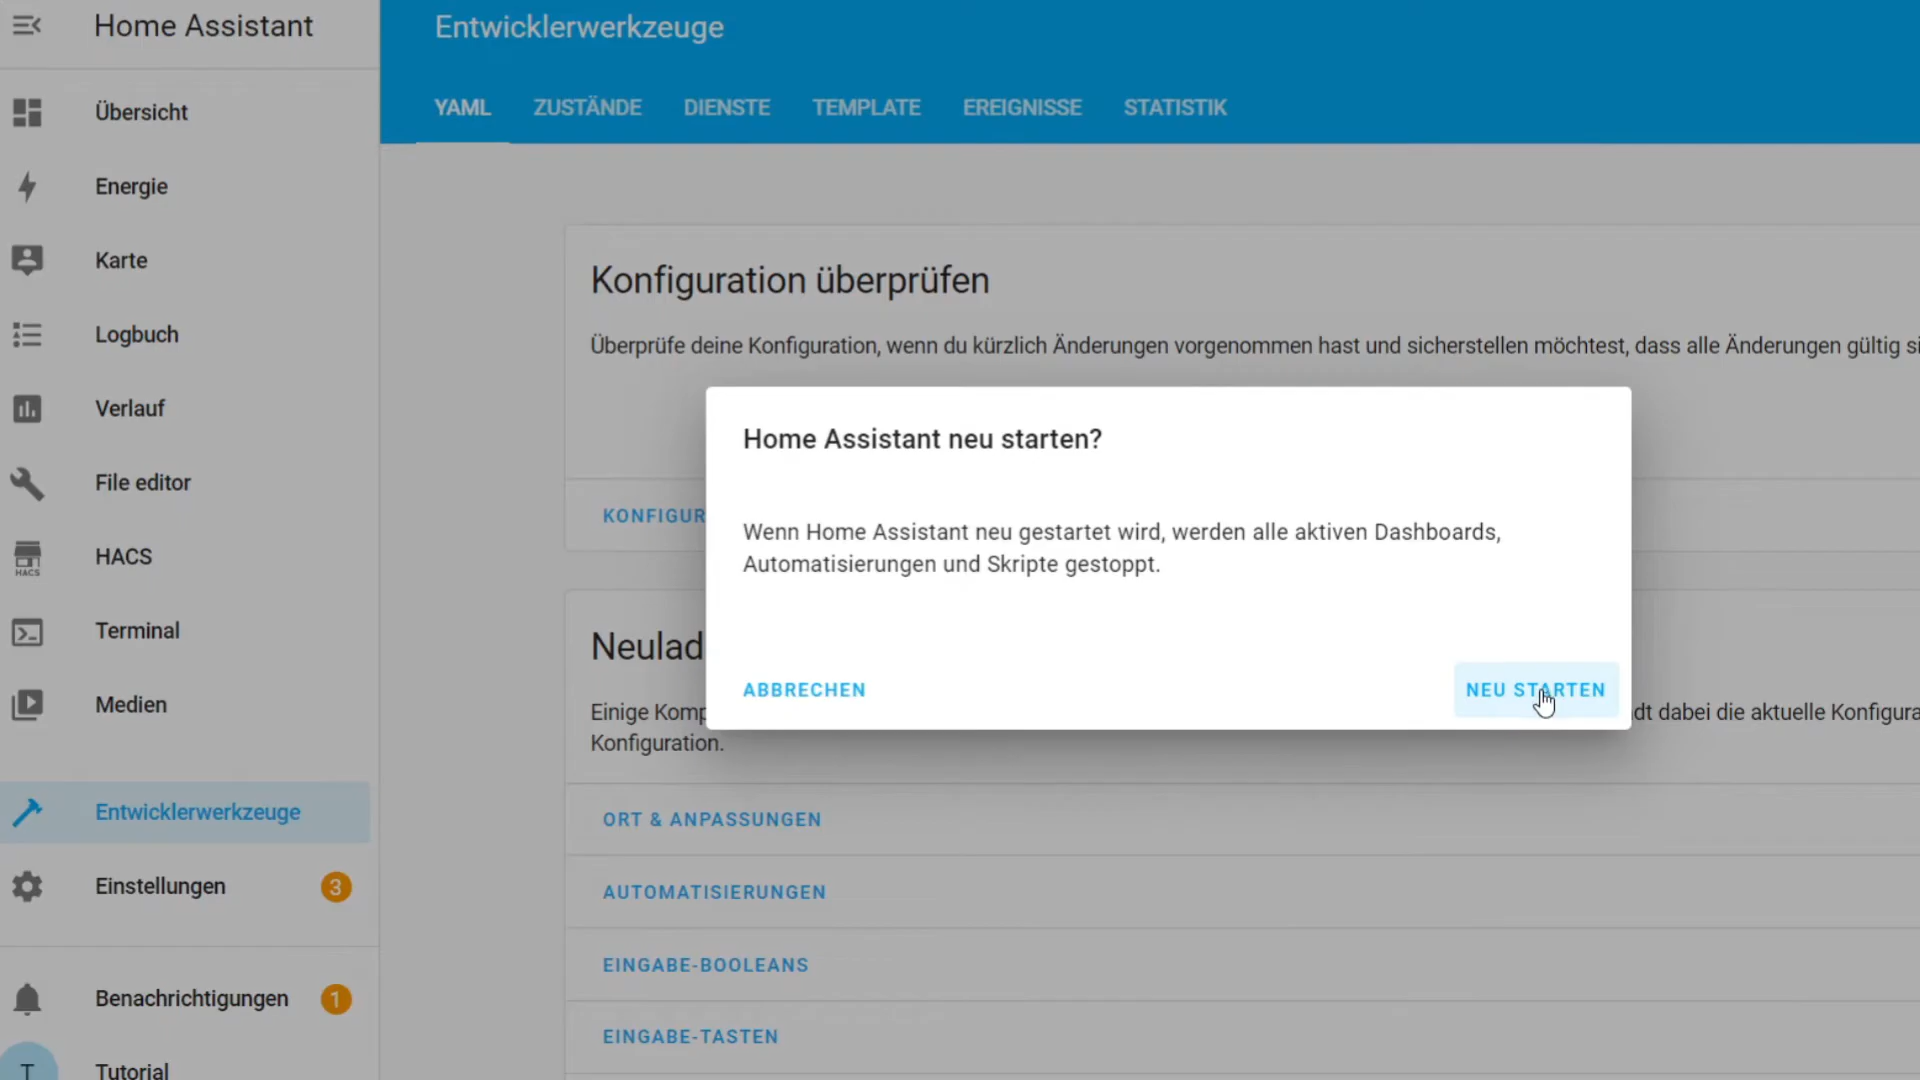 Home Assistant
Übersicht
Energie
Karte
Logbuch
Verlauf
File editor
HACS
HACS
Terminal
Medien
Entwicklerwerkzeuge
Einstellungen 3
Benachrichtigungen 1
T Tutorial
Entwicklerwerkzeuge
YAML ZUSTÄNDE DIENSTE TEMPLATE EREIGNISSE STATISTIK
Konfiguration überprüfen
Überprüfe deine Konfiguration, wenn du kürzlich Änderungen vorgenommen hast und sicherstellen möchtest, dass alle Änderungen gültig si
KONFIGUR
Home Assistant neu starten?
Wenn Home Assistant neu gestartet wird, werden alle aktiven Dashboards,
Automatisierungen und Skripte gestoppt.
ABBRECHEN NEU STARTEN
Neulad
Einige Komp dt dabei die aktuelle Konfigura
Konfiguration.
ORT & ANPASSUNGEN
AUTOMATISIERUNGEN
EINGABE-BOOLEANS
EINGABE-TASTEN